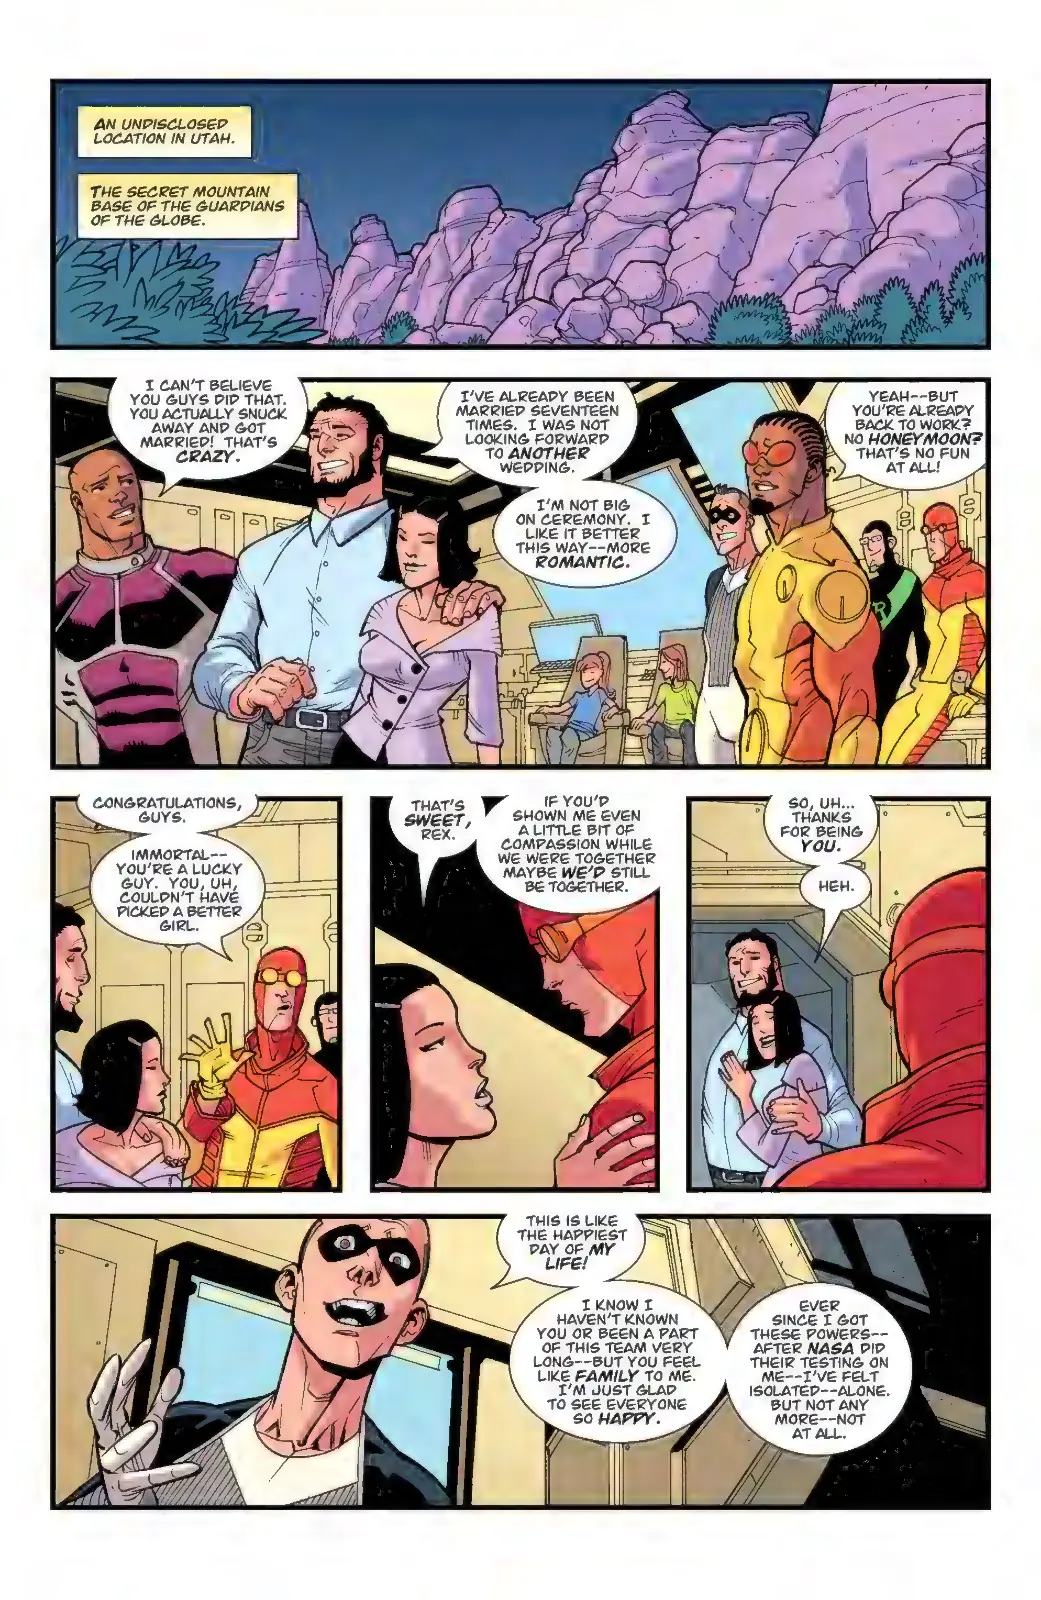 AN UNDISCLOSED
LOCATION IN UTAH.
THE SECRET MOUNTAIN
BASE OF THE GUARDIANS
OF THE GLOBE.
I CAN'T BELIEVE
YOU GUYS DID THAT.
YOU ACTUALLY SNUCK
AWAY AND GOT
MARRIED! THAT'S
CRAZY.
I'VE ALREADY BEEN
MARRIED SEVENTEEN
TIMES. I WAS NOT
LOOKING FORWARD
TO ANOTHER
WEDDING.
I'M NOT BIG
ON CEREMONY. I
LIKE IT BETTER
THIS WAY--MORE
ROMANTIC.
YEAH--BUT
YOU'RE ALREADY
BACK TO WORK?
NO HONEYMOON?
THAT'S NO FUN
AT ALL!
R
CONGRATULATIONS,
GUYS.
IMMORTAL--
YOU'RE A LUCKY
GUY. YOU, UH,
COULDN'T HAVE
PICKED A BETTER
GIRL.
THAT'S
SWEET,
REX.
IF YOU'D
SHOWN ME EVEN
A LITTLE BIT OF
COMPASSION WHILE
WE WERE TOGETHER
MAYBE WE'D STILL
BE TOGETHER.
SO, UH...
THANKS
FOR BEING
YOU.
HEH.
THIS IS LIKE
THE HAPPIEST
DAY OF MY
LIFE!
I KNOW I
HAVEN'T KNOWN
YOU OR BEEN A PART
OF THIS TEAM VERY
LONG--BUT YOU FEEL
LIKE FAMILY TO ME.
I'M JUST GLAD
TO SEE EVERYONE
SO HAPPY.
EVER
SINCE I GOT
THESE POWERS--
AFTER NASA DID
THEIR TESTING ON
ME--I'VE FELT
ISOLATED--ALONE.
BUT NOT ANY
MORE--NOT
AT ALL.